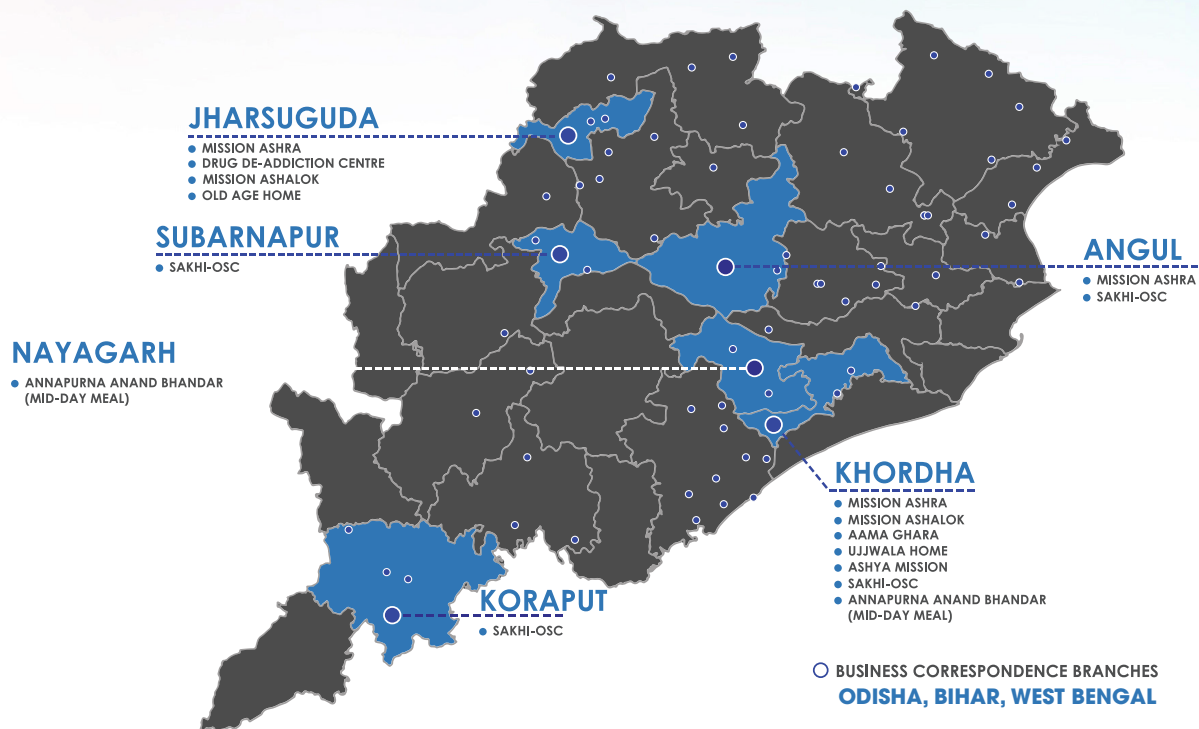 JHARSUGUDA
MISSION ASHRA
DRUG DE-ADDICTION CENTRE
MISSION ASHALOK
OLD AGE HOME
SUBARNAPUR
SAKHI-OSC
ANGUL
MISSION ASHRA
SAKHI-OSC
NAYAGARH
ANNAPURNA ANAND BHANDAR
(MID-DAY MEAL)
KHORDHA
MISSION ASHRA
MISSION ASHALOK
AAMA GHARA
UJJWALA HOME
ASHYA MISSION
SAKHI-OSC
ANNAPURNA ANAND BHANDAR
(MID-DAY MEAL)
KORAPUT
SAKHI-OSC
BUSINESS CORRESPONDENCE BRANCHES
ODISHA, BIHAR, WEST BENGAL